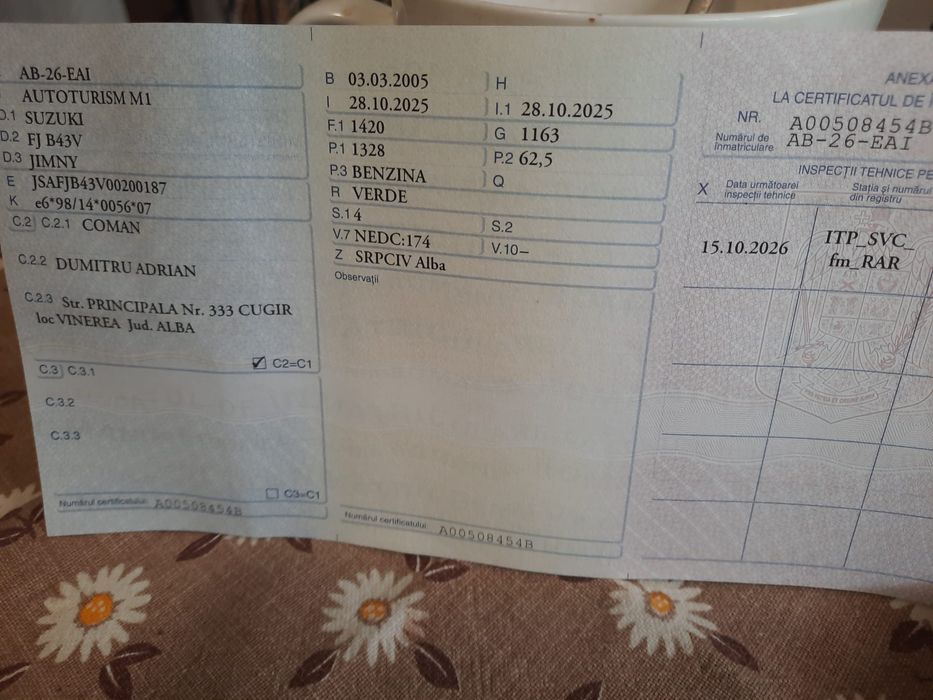 AB-26-EAI
AUTOTURISM M1
D.1 SUZUKI
D.2 FJ B43V
D.3 JIMNY
E JSAFJB43V00200187
K e6*98/14*0056*07
C.2 C.2.1 COMAN
C.2.2 DUMITRU ADRIAN
C.2.3 Str. PRINCIPALA Nr. 333 CUGIR
loc VINEREA Jud. ALBA
C2=C1
C.3 C.3.1
C.3.2
C.3.3
C3=C1
Numărul certificatului A00508454B
B 03.03.2005 H
I 28.10.2025 I.1 28.10.2025
F.1 1420 G 1163
P.1 1328 P.2 62,5
P.3 BENZINA Q
R VERDE
S.1 4 S.2
V.7 NEDC:174 V.10–
Z SRPCIV Alba
Observaţii
Numărul certificatului A00508454B
ANEXA
LA CERTIFICATUL DE
NR. A00508454B
Numărul de
înmatriculare AB-26-EAI
INSPECŢII TEHNICE PE
X Data următoarei
inspecţii tehnice
Staţia şi numărul
din registru
15.10.2026 ITP_SVC_
fm_RAR